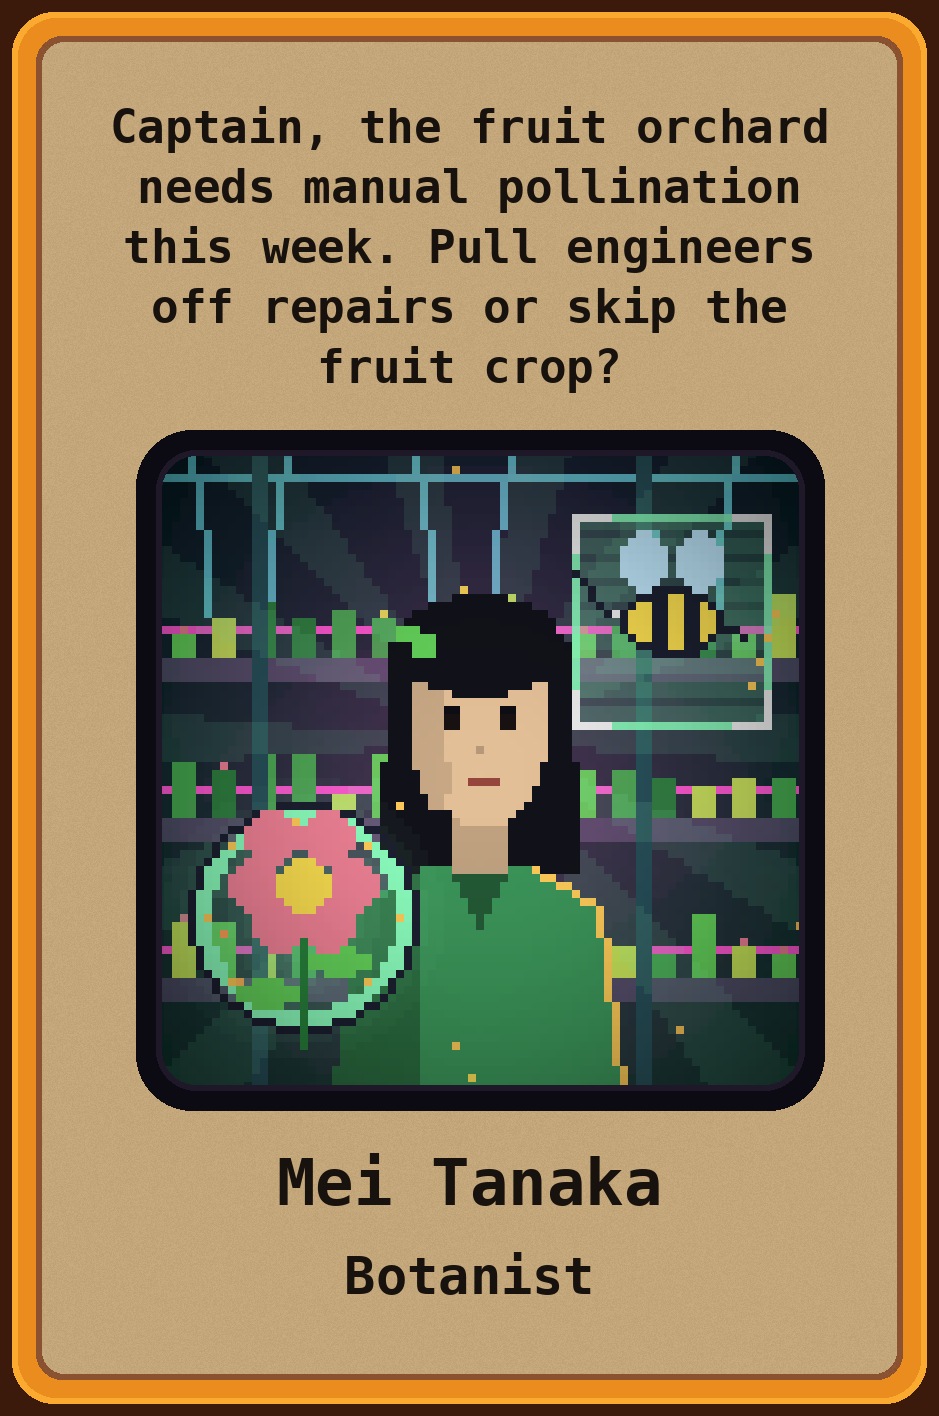 Captain, the fruit orchard
needs manual pollination
this week. Pull engineers
off repairs or skip the
fruit crop?
Mei Tanaka
Botanist